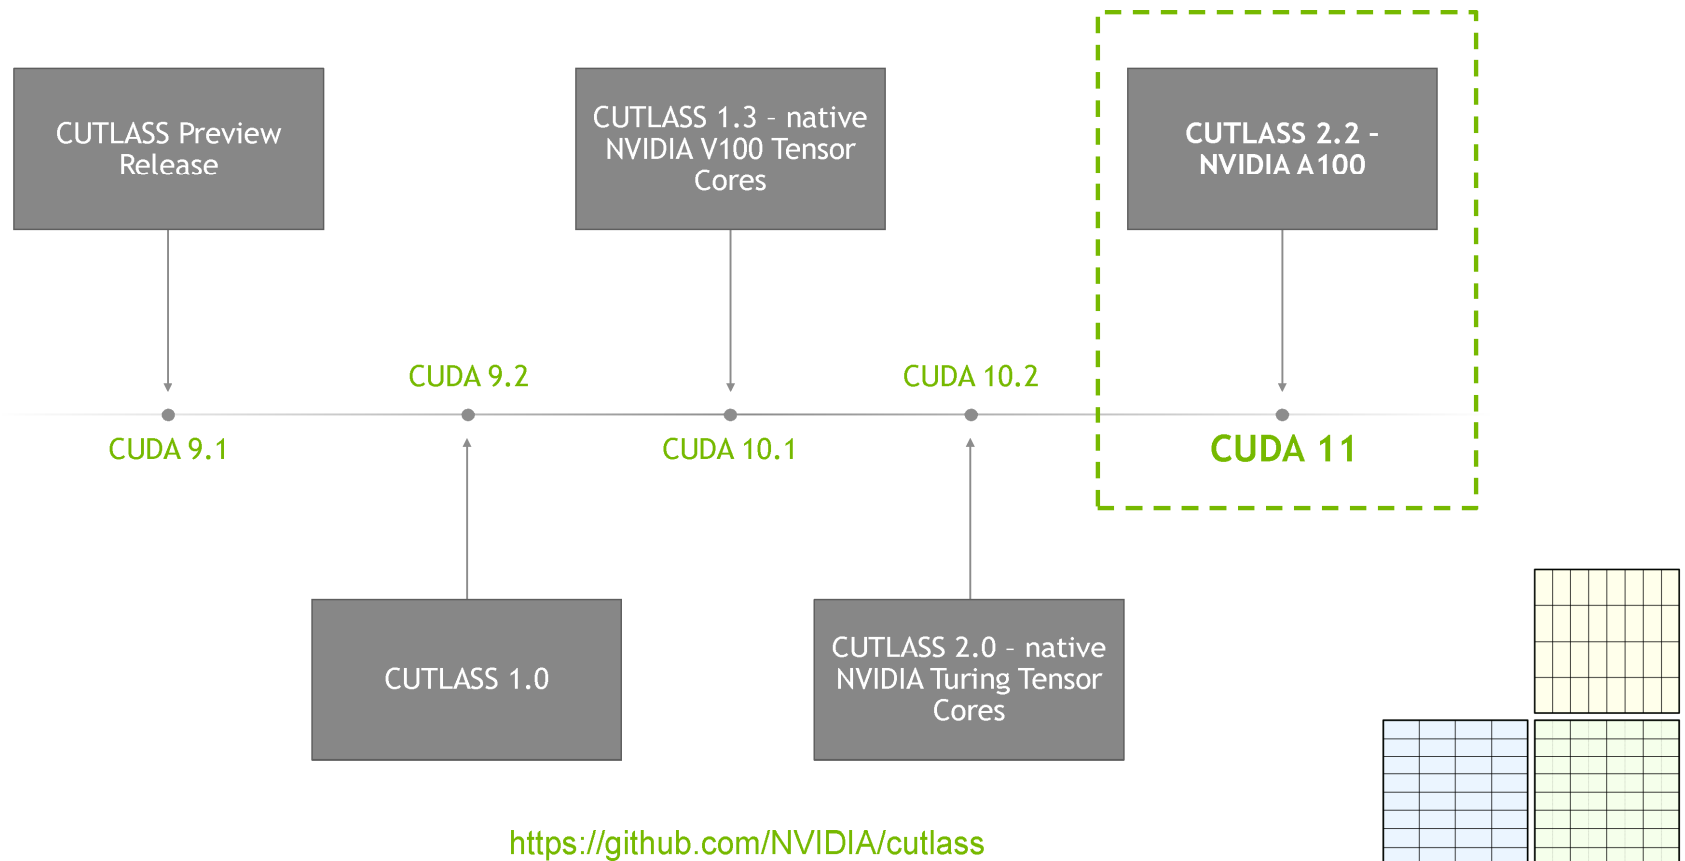 CUTLASS Preview
Release
CUTLASS 1.3 – native
NVIDIA V100 Tensor
Cores
CUTLASS 2.2 –
NVIDIA A100
CUDA 9.2
CUDA 10.2
CUDA 9.1
CUDA 10.1
CUDA 11
CUTLASS 1.0
CUTLASS 2.0 – native
NVIDIA Turing Tensor
Cores
https://github.com/NVIDIA/cutlass